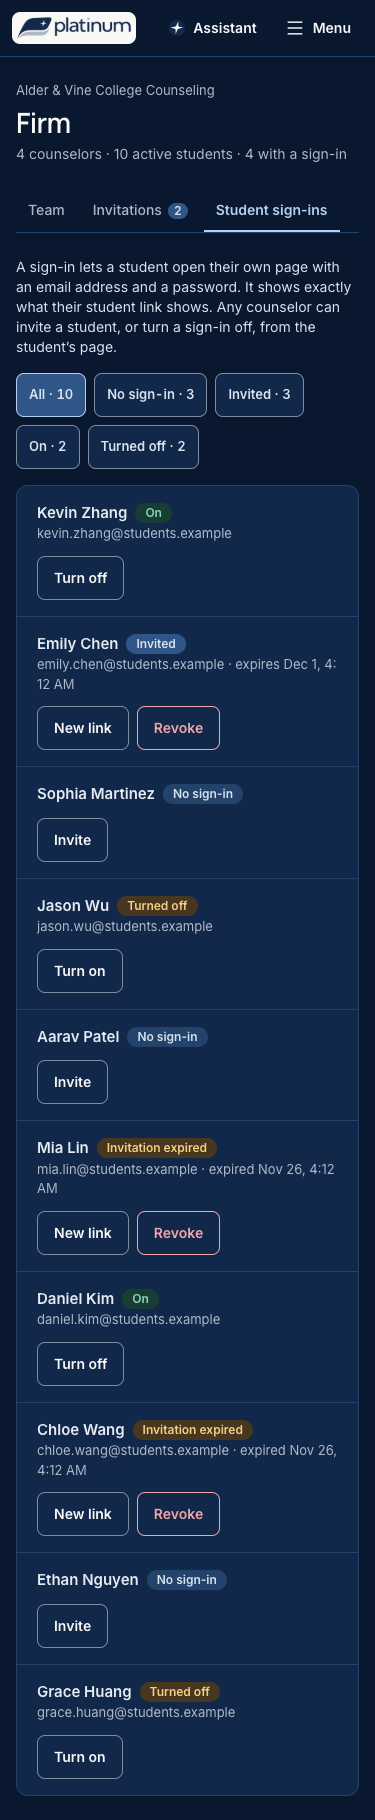 platinum
Assistant
Menu
Alder & Vine College Counseling
Firm
4 counselors · 10 active students · 4 with a sign-in
Team
Invitations 2
Student sign-ins
A sign-in lets a student open their own page with
an email address and a password. It shows exactly
what their student link shows. Any counselor can
invite a student, or turn a sign-in off, from the
student’s page.
All · 10
No sign-in · 3
Invited · 3
On · 2
Turned off · 2
Kevin Zhang On
kevin.zhang@students.example
Turn off
Emily Chen Invited
emily.chen@students.example · expires Dec 1, 4:
12 AM
New link
Revoke
Sophia Martinez No sign-in
Invite
Jason Wu Turned off
jason.wu@students.example
Turn on
Aarav Patel No sign-in
Invite
Mia Lin Invitation expired
mia.lin@students.example · expired Nov 26, 4:12
AM
New link
Revoke
Daniel Kim On
daniel.kim@students.example
Turn off
Chloe Wang Invitation expired
chloe.wang@students.example · expired Nov 26,
4:12 AM
New link
Revoke
Ethan Nguyen No sign-in
Invite
Grace Huang Turned off
grace.huang@students.example
Turn on